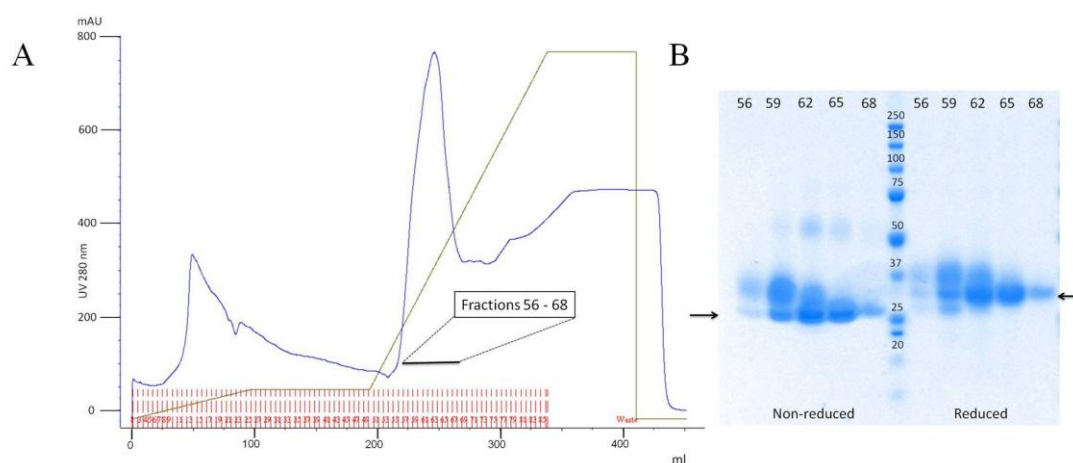 A
mAU
800
600
400
200
0
UV 280 nm
Fractions 56 - 68
Waste
0 100 200 300 400
ml
B
56 59 62 65 68 56 59 62 65 68
250
150
100
75
50
37
25
20
Non-reduced Reduced